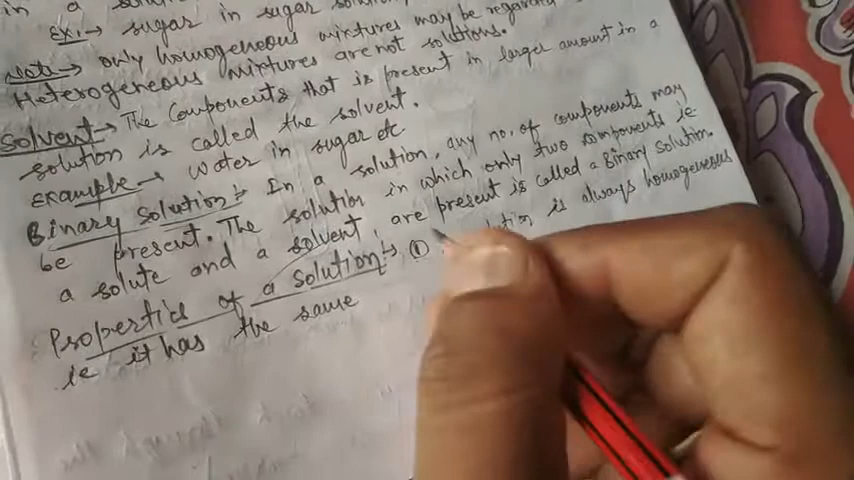 in a
Ex:→ sugar in sugar
Note → only homogeneous mixtures may be regarded
Heterogeneous mixtures are not solutions.
Solvent → The components that is present in larger amount in a
solution is called the solvent.
Example → Water in sugar etc
Binary solution :- In a solution, any no. of components may
be present. The solution in which only two components ie
a solute and a solvent, are present is called a Binary solution.
Properties of a solution :→ ① is always homogeneous
ie it has the same